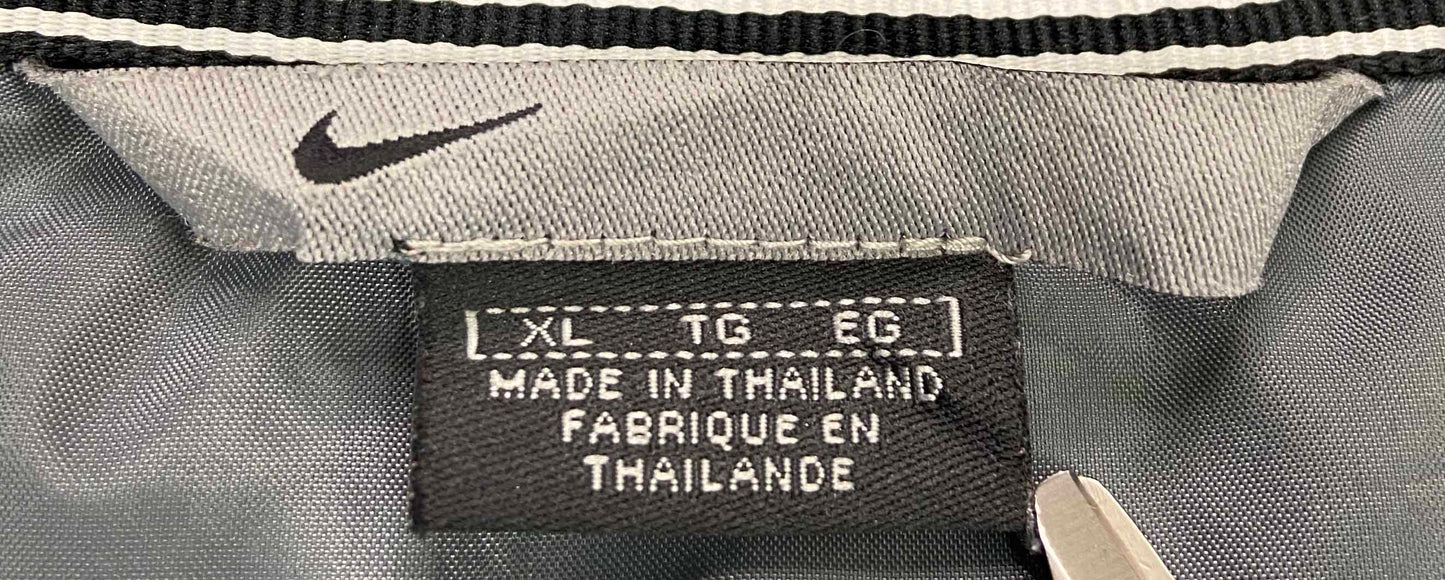 XL TG EG
MADE IN THAILAND
FABRIQUE EN
THAILANDE